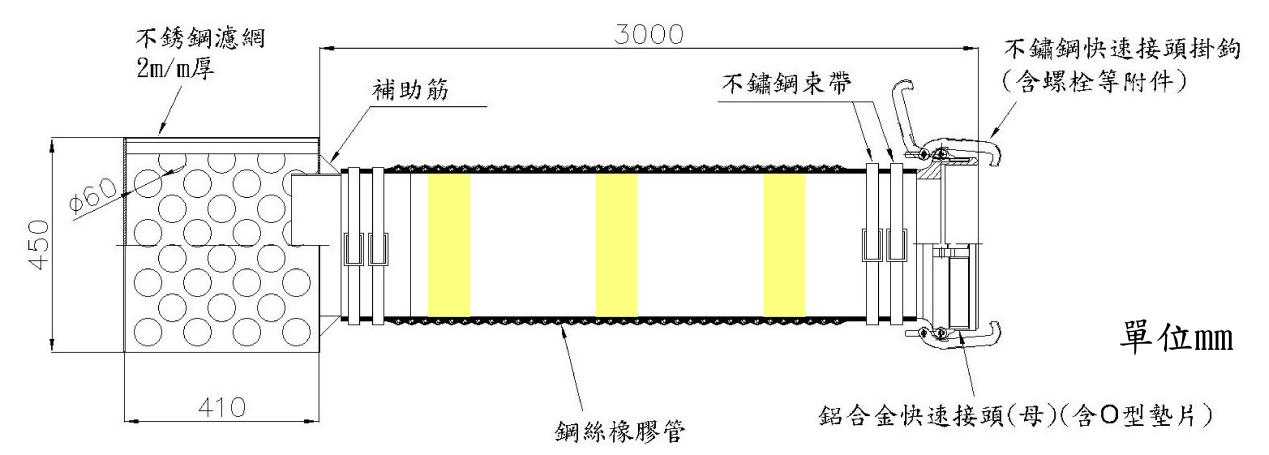 3000
不銹鋼濾網
2m/m厚
補助筋
不鏽鋼束帶
不鏽鋼快速接頭掛鉤
(含螺栓等附件)
ϕ60
450
410
單位mm
鋼絲橡膠管
鋁合金快速接頭(母)(含O型墊片)